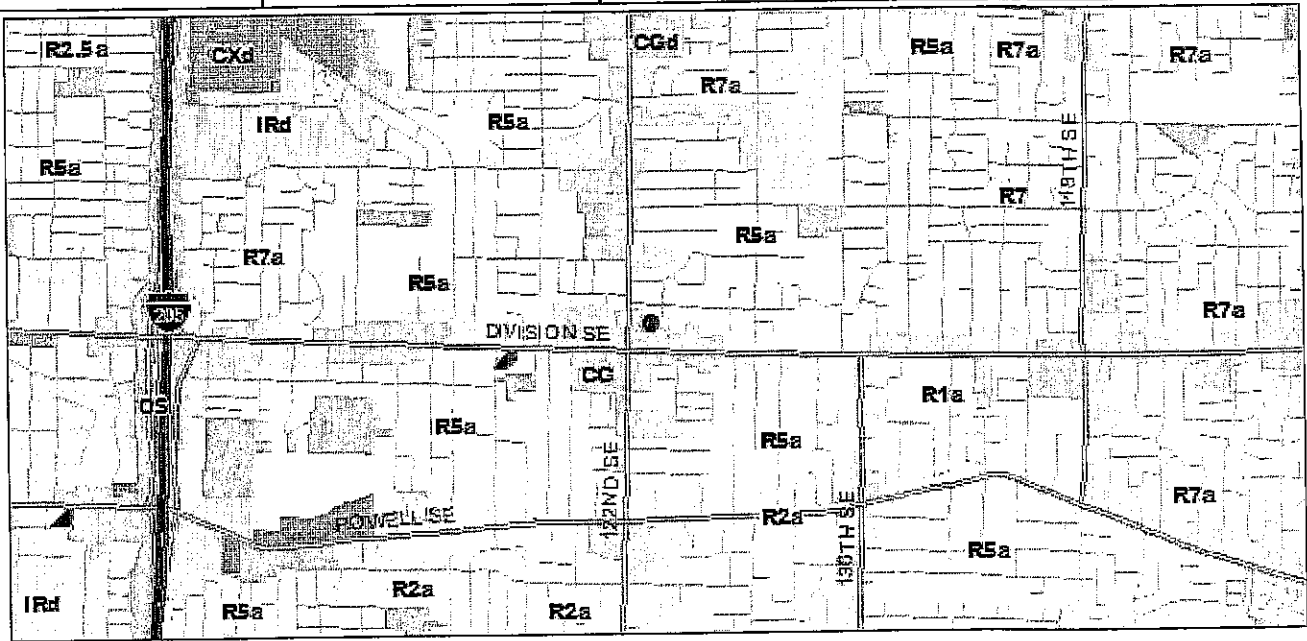 R2.5a
CXd
CGd
R5a
R7a
R7a
R7a
IRd
R5a
R5a
148TH SE
R7
R5a
R7a
R5a
205
R7a
DIVISION SE
CG
OS
R1a
R5a
R5a
122ND SE
R7a
POWELL SE
R2a
130TH SE
R5a
IRd
R5a
R2a
R2a